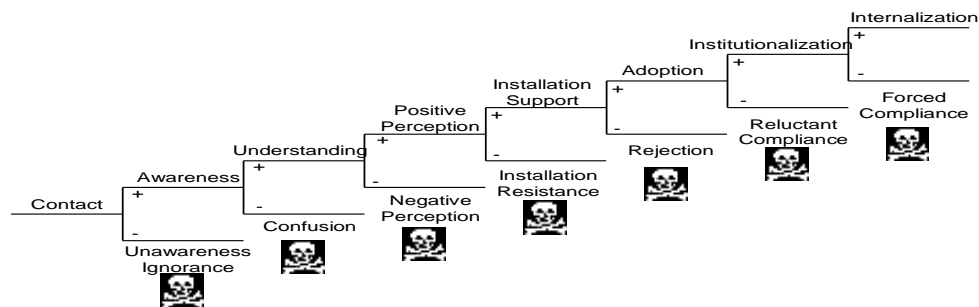 Internalization
+
-
Institutionalization
+
-
Forced
Compliance
Adoption
+
-
Reluctant
Compliance
Installation
Support
+
-
Rejection
Positive
Perception
+
-
Installation
Resistance
Understanding
+
-
Negative
Perception
Awareness
+
-
Confusion
Contact
Unawareness
Ignorance